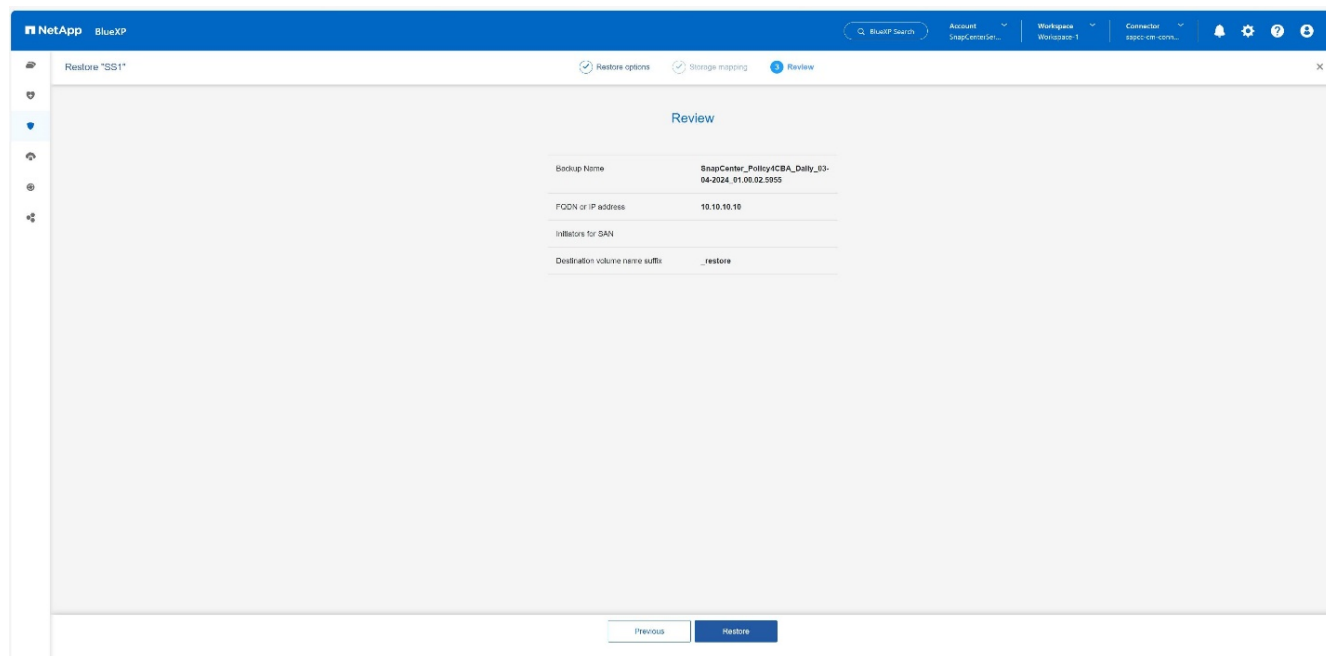 NetApp BlueXP
BlueXP Search
Account
SnapCenterSer...
Workspace
Workspace-1
Connector
sapcc-cm-conn...
Restore "SS1"
Restore options
Storage mapping
3 Review
Review
Backup Name
SnapCenter_Policy4CBA_Daily_03-
04-2024_01.00.02.5955
FQDN or IP address
10.10.10.10
Initiators for SAN
Destination volume name suffix
_restore
Previous
Restore